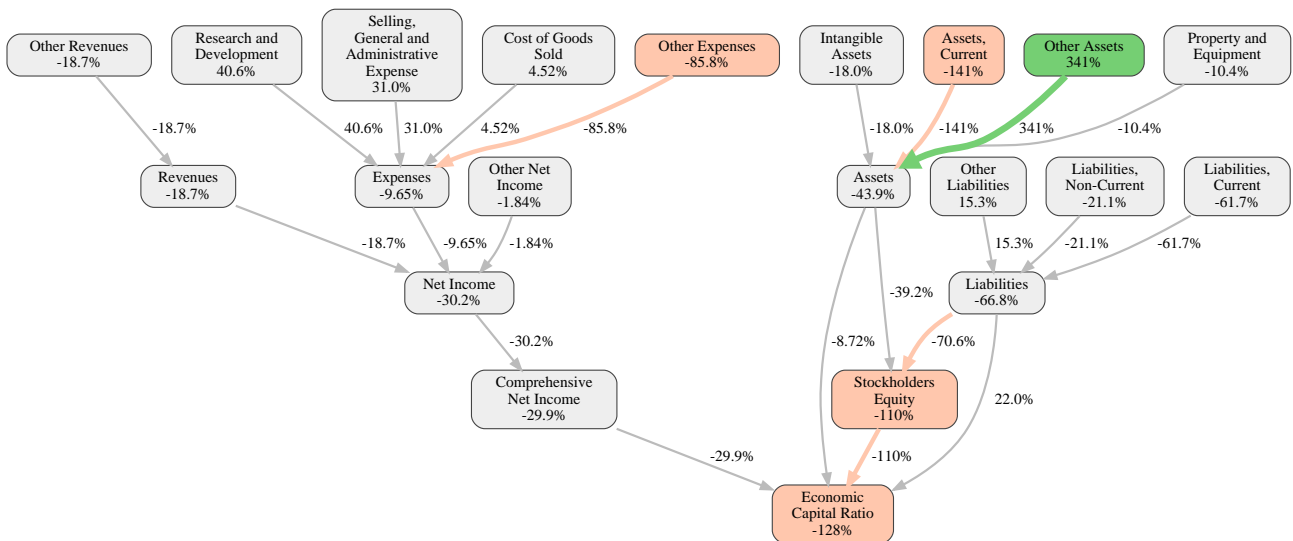 Other Revenues
-18.7%
Research and
Development
40.6%
Selling,
General and
Administrative
Expense
31.0%
Cost of Goods
Sold
4.52%
Other Expenses
-85.8%
Intangible
Assets
-18.0%
Assets,
Current
-141%
Other Assets
341%
Property and
Equipment
-10.4%
-18.7%
40.6%
31.0%
4.52%
-85.8%
-18.0%
-141%
341%
-10.4%
Revenues
-18.7%
Expenses
-9.65%
Other Net
Income
-1.84%
Assets
-43.9%
Other
Liabilities
15.3%
Liabilities,
Non-Current
-21.1%
Liabilities,
Current
-61.7%
-18.7%
-9.65%
-1.84%
15.3%
-21.1%
-61.7%
Net Income
-30.2%
-39.2%
Liabilities
-66.8%
-30.2%
-8.72%
-70.6%
Comprehensive
Net Income
-29.9%
Stockholders
Equity
-110%
22.0%
-29.9%
-110%
Economic
Capital Ratio
-128%